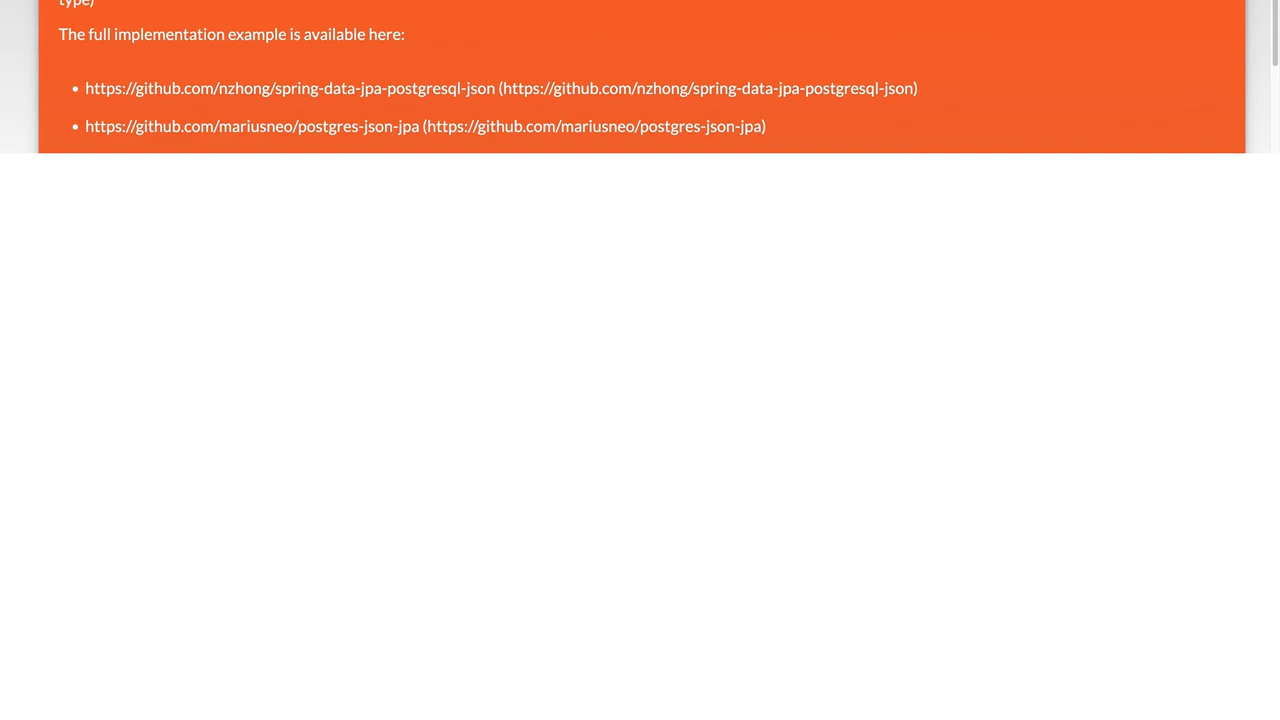 type)
The full implementation example is available here:
• https://github.com/nzhong/spring-data-jpa-postgresql-json (https://github.com/nzhong/spring-data-jpa-postgresql-json)
• https://github.com/mariusneo/postgres-json-jpa (https://github.com/mariusneo/postgres-json-jpa)